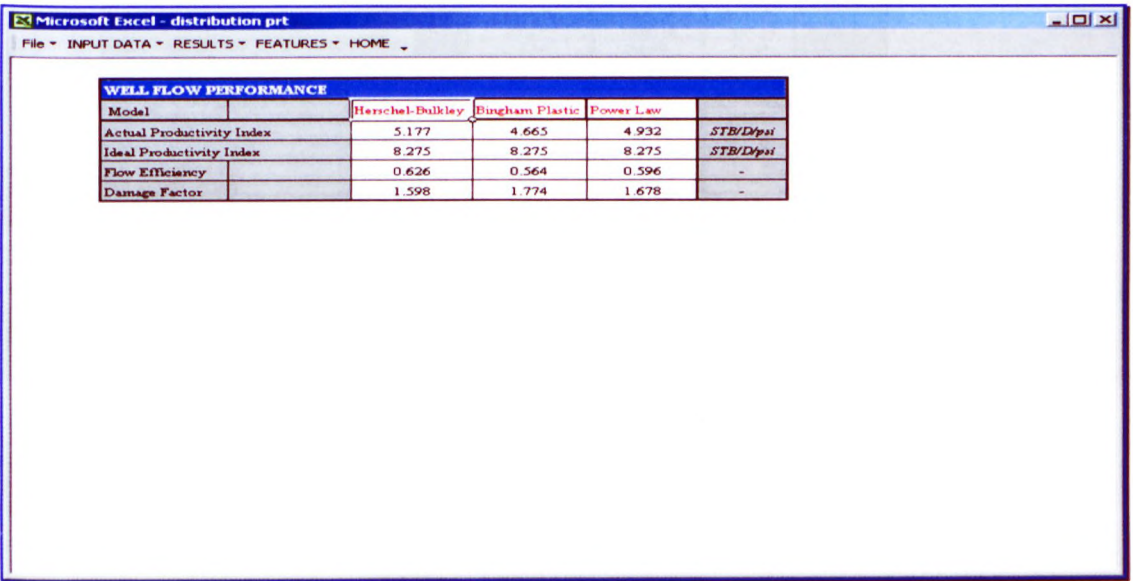 Microsoft Excel - distribution prt
File INPUT DATA RESULTS FEATURES HOME
WELL FLOW PERFORMANCE
Model Herschel-Bulkley Bingham Plastic Power Law
Actual Productivity Index 5.177 4.665 4.932 STB/D/psi
Ideal Productivity Index 8.275 8.275 8.275 STB/D/psi
Flow Efficiency 0.626 0.564 0.596 -
Damage Factor 1.598 1.774 1.678 -